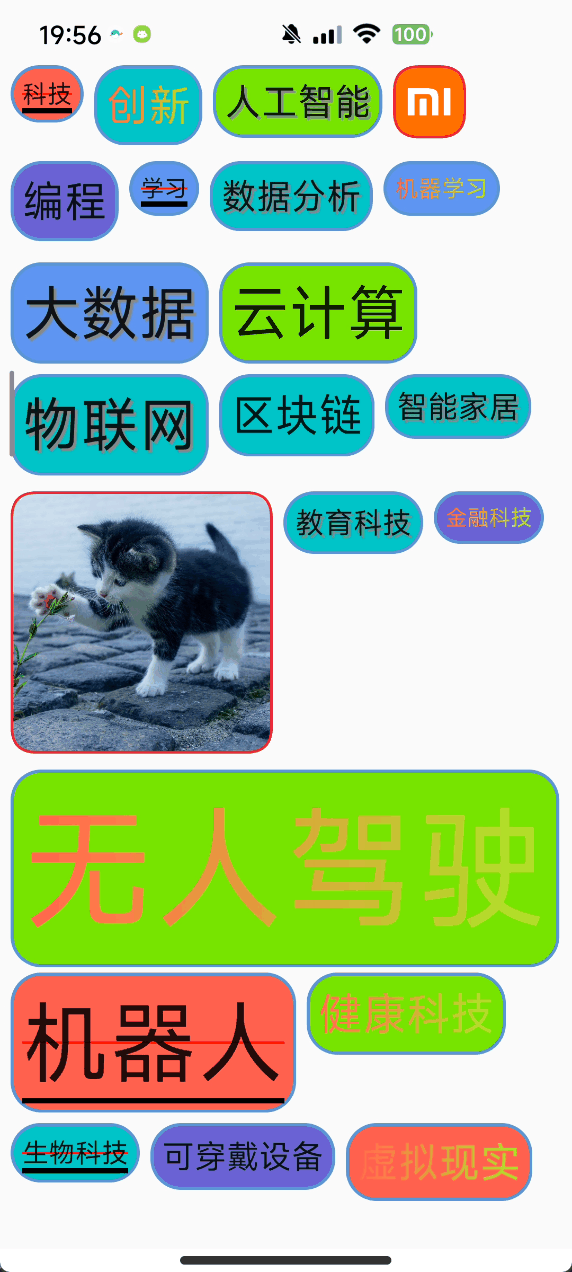 19:56 100
科技 创新 人工智能
编程 学习 数据分析 机器学习
大数据 云计算
物联网 区块链 智能家居
教育科技 金融科技
无人驾驶
机器人 健康科技
生物科技 可穿戴设备 虚拟现实